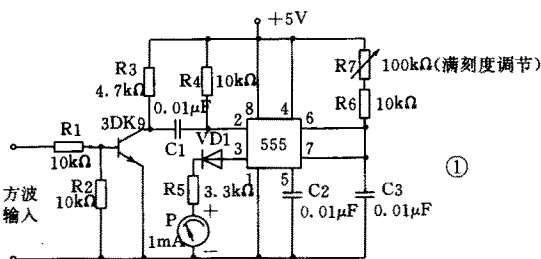 +5V
R3
4.7kΩ
R4
10kΩ
R7
100kΩ(满刻度调节)
R6
10kΩ
0.01μF
3DK9
C1
8
4
2
6
555
3
7
1
5
VD1
R1
10kΩ
方波
输入
R2
10kΩ
R5
3.3kΩ
P
+
1mA
−
C2
0.01μF
C3
0.01μF
①